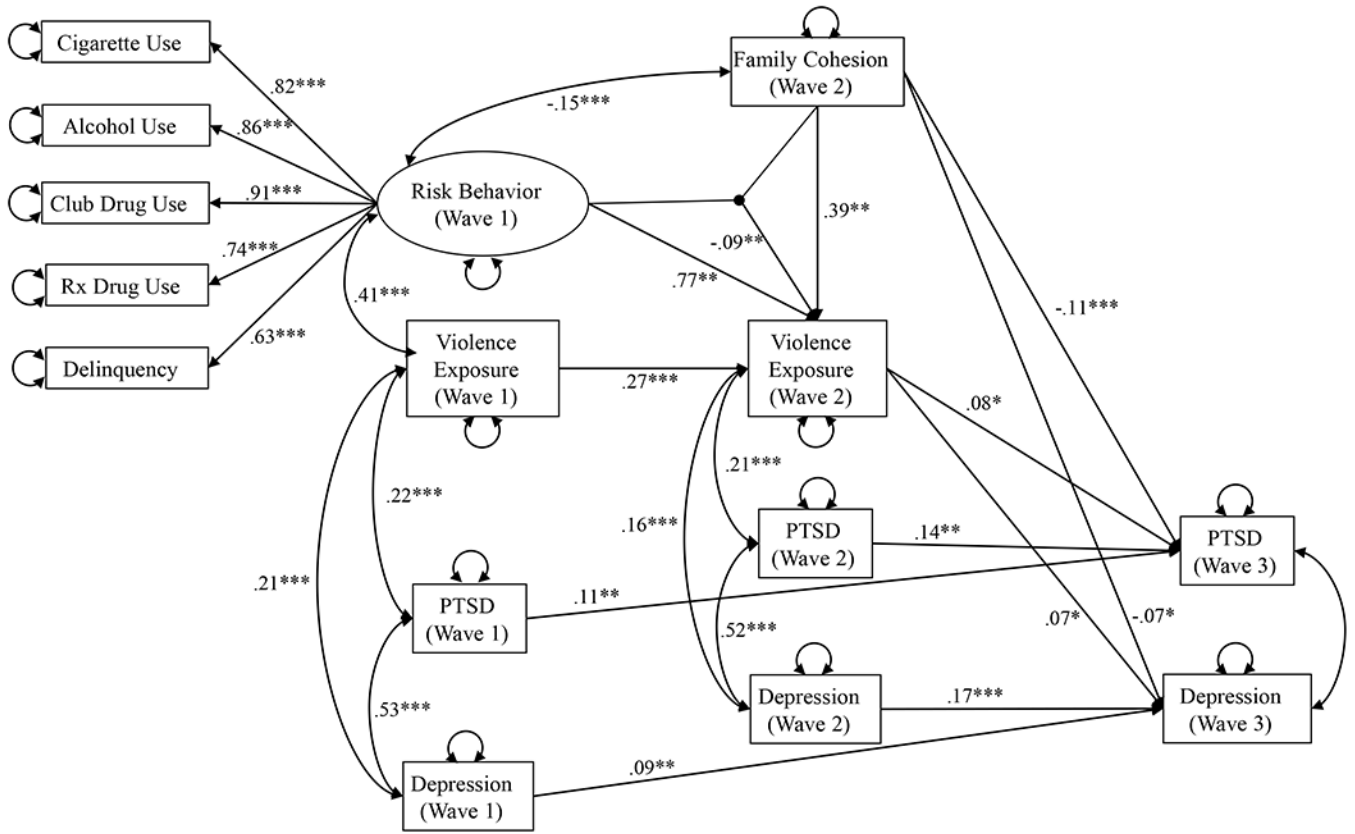 Cigarette Use
Family Cohesion
(Wave 2)
.82***
-.15***
Alcohol Use
.86***
Risk Behavior
(Wave 1)
Club Drug Use
.91***
.39**
-.09**
.74***
.77**
Rx Drug Use
.41***
-.11***
.63***
Delinquency
Violence
Exposure
(Wave 1)
.27***
Violence
Exposure
(Wave 2)
.08*
.21***
.22***
.16***
PTSD
(Wave 2)
.14**
PTSD
(Wave 3)
.21***
PTSD
(Wave 1)
.11**
.52***
.07*
-.07*
.53***
Depression
(Wave 2)
.17***
Depression
(Wave 3)
.09**
Depression
(Wave 1)